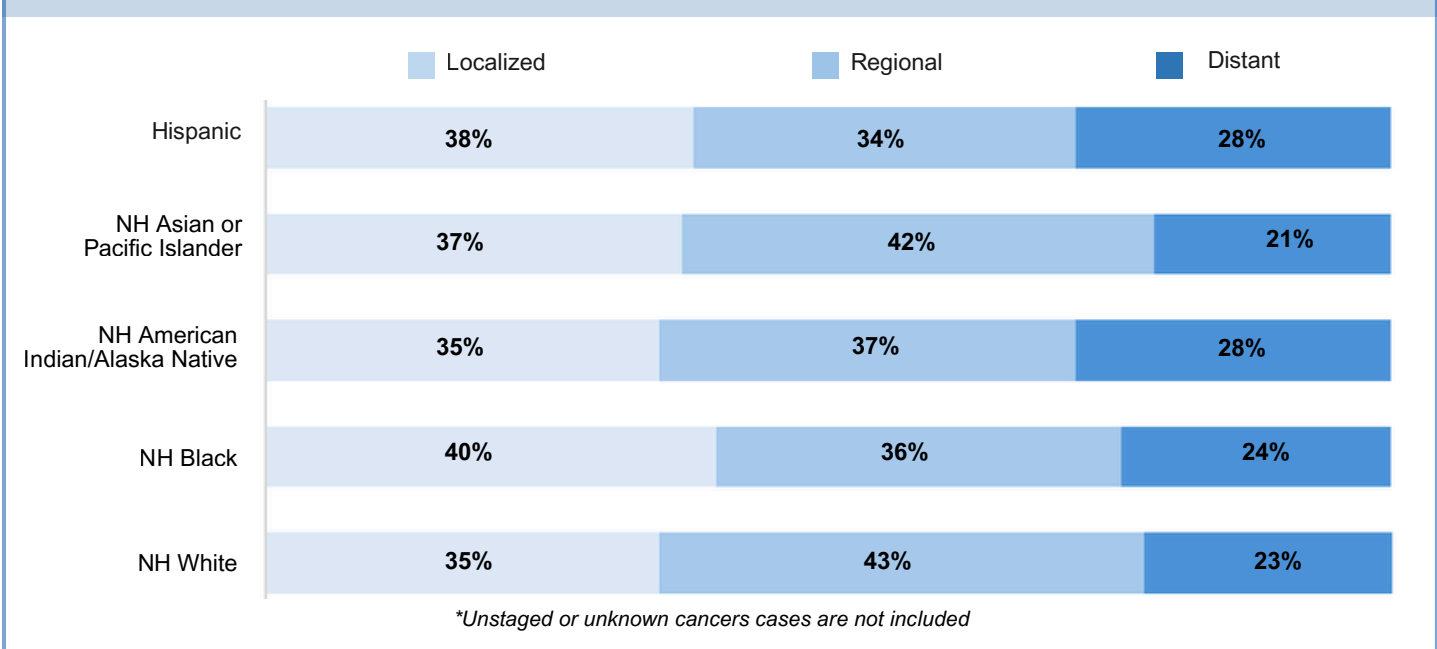 Localized Regional Distant
Hispanic 38% 34% 28%
NH Asian or
Pacific Islander 37% 42% 21%
NH American
Indian/Alaska Native 35% 37% 28%
NH Black 40% 36% 24%
NH White 35% 43% 23%
*Unstaged or unknown cancers cases are not included